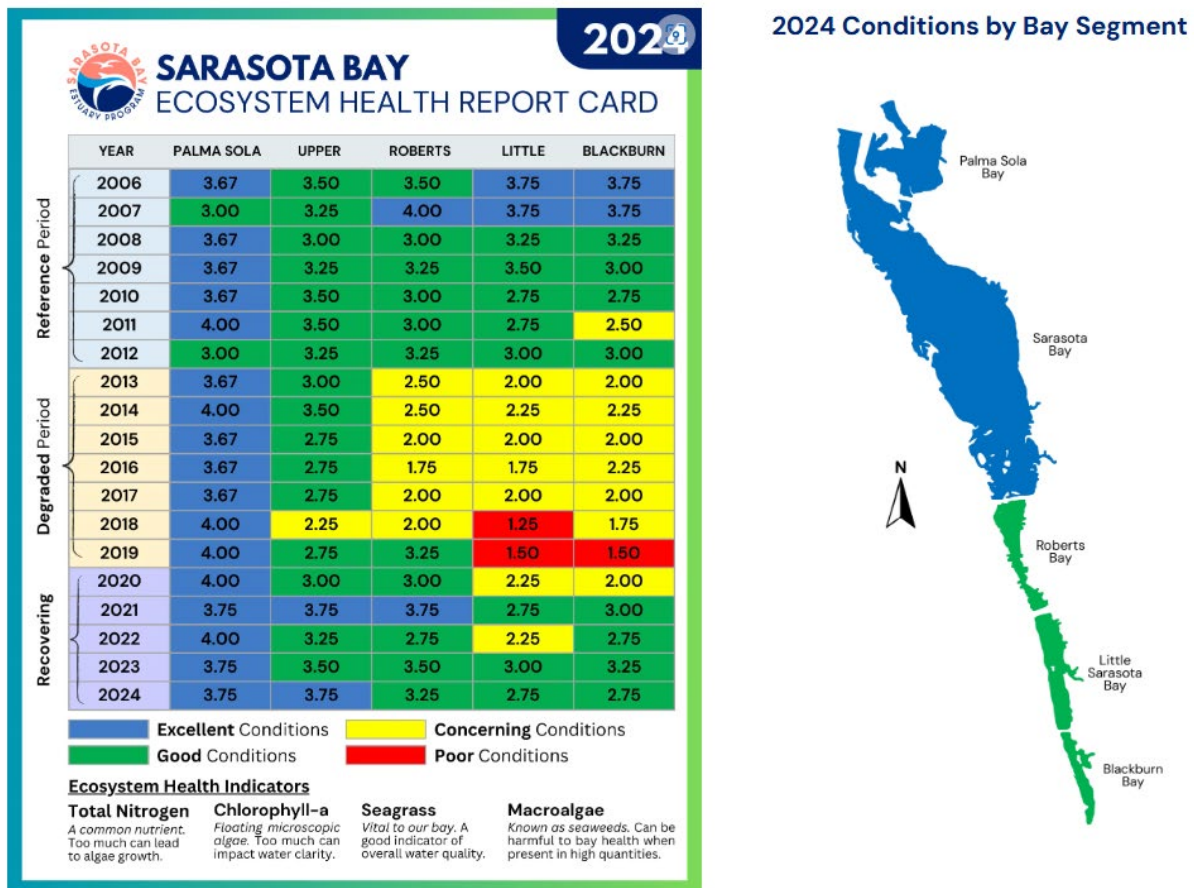 2024
SARASOTA BAY
ESTUARY PROGRAM
SARASOTA BAY
ECOSYSTEM HEALTH REPORT CARD
YEAR PALMA SOLA UPPER ROBERTS LITTLE BLACKBURN
Reference Period
2006 3.67 3.50 3.50 3.75 3.75
2007 3.00 3.25 4.00 3.75 3.75
2008 3.67 3.00 3.00 3.25 3.25
2009 3.67 3.25 3.25 3.50 3.00
2010 3.67 3.50 3.00 2.75 2.75
2011 4.00 3.50 3.00 2.75 2.50
2012 3.00 3.25 3.25 3.00 3.00
Degraded Period
2013 3.67 3.00 2.50 2.00 2.00
2014 4.00 3.50 2.50 2.25 2.25
2015 3.67 2.75 2.00 2.00 2.00
2016 3.67 2.75 1.75 1.75 2.25
2017 3.67 2.75 2.00 2.00 2.00
2018 4.00 2.25 2.00 1.25 1.75
2019 4.00 2.75 3.25 1.50 1.50
Recovering
2020 4.00 3.00 3.00 2.25 2.00
2021 3.75 3.75 3.75 2.75 3.00
2022 4.00 3.25 2.75 2.25 2.75
2023 3.75 3.50 3.50 3.00 3.25
2024 3.75 3.75 3.25 2.75 2.75
Excellent Conditions
Concerning Conditions
Good Conditions
Poor Conditions
Ecosystem Health Indicators
Total Nitrogen
A common nutrient.
Too much can lead
to algae growth.
Chlorophyll-a
Floating microscopic
algae. Too much can
impact water clarity.
Seagrass
Vital to our bay. A
good indicator of
overall water quality.
Macroalgae
Known as seaweeds. Can be
harmful to bay health when
present in high quantities.
2024 Conditions by Bay Segment
Palma Sola
Bay
Sarasota
Bay
N
Roberts
Bay
Little
Sarasota
Bay
Blackburn
Bay